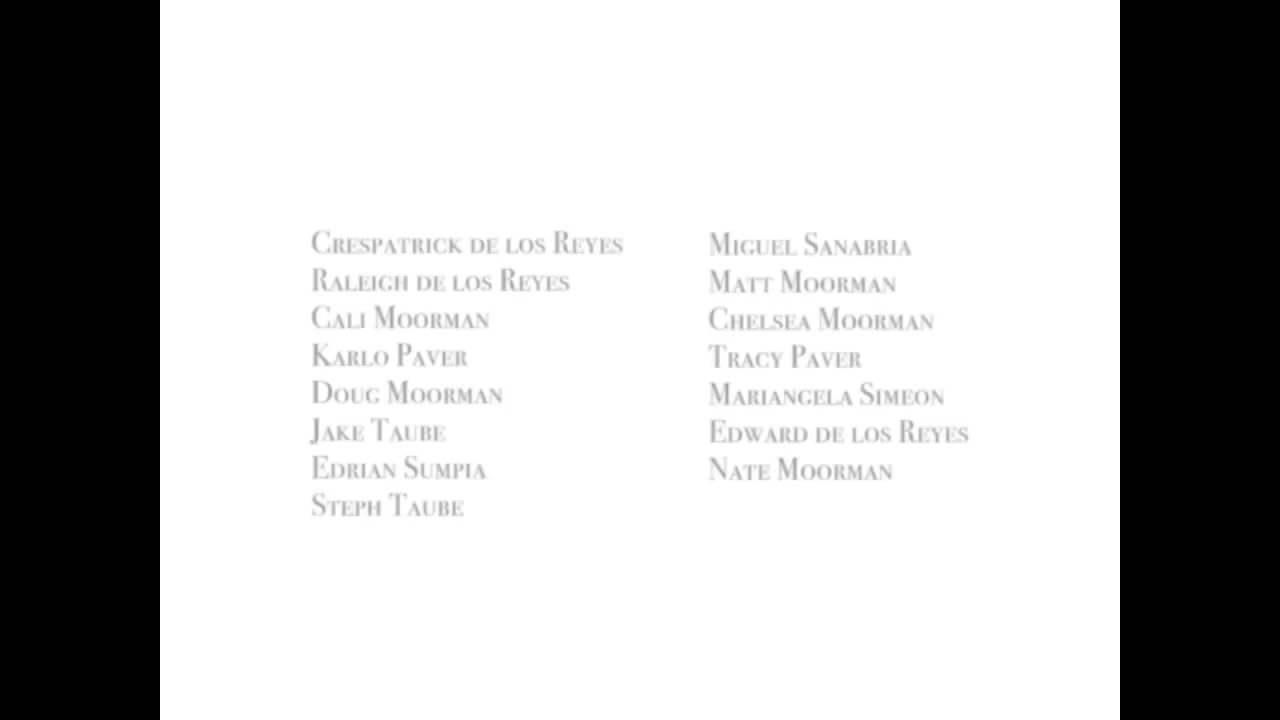 Crespatrick de los Reyes
Raleigh de los Reyes
Cali Moorman
Karlo Paver
Doug Moorman
Jake Taube
Edrian Sumpia
Steph Taube
Miguel Sanabria
Matt Moorman
Chelsea Moorman
Tracy Paver
Mariangela Simeon
Edward de los Reyes
Nate Moorman